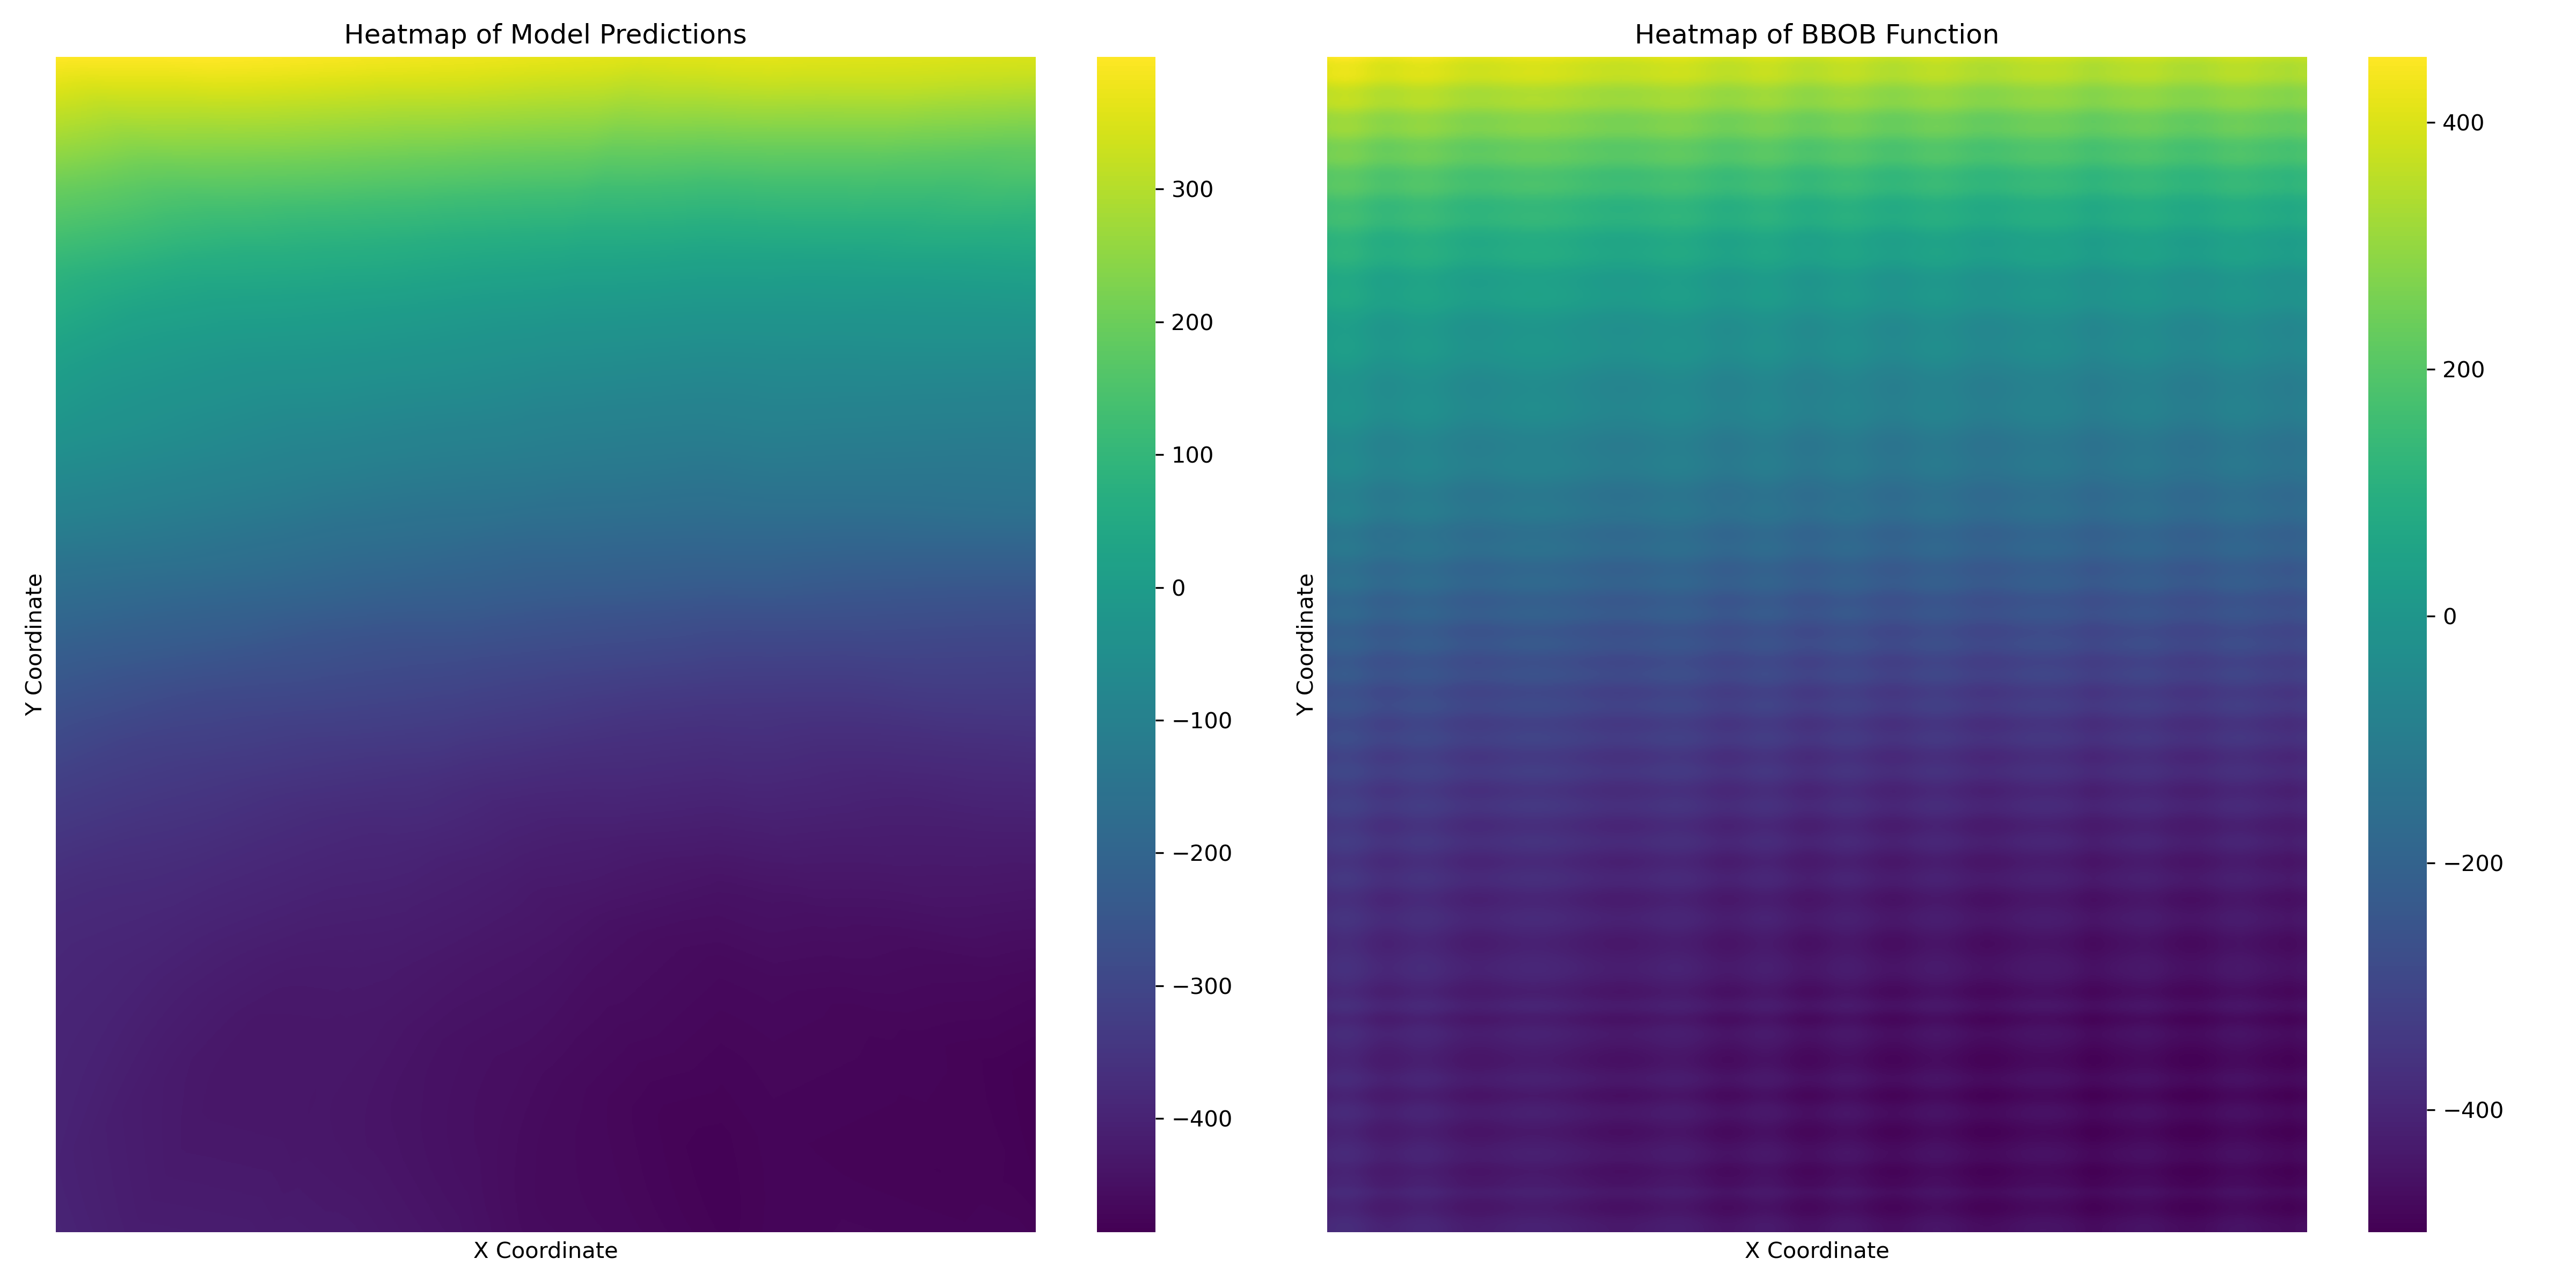 Heatmap of Model Predictions
Y Coordinate
X Coordinate
300
200
100
0
−100
−200
−300
−400
Heatmap of BBOB Function
Y Coordinate
X Coordinate
400
200
0
−200
−400